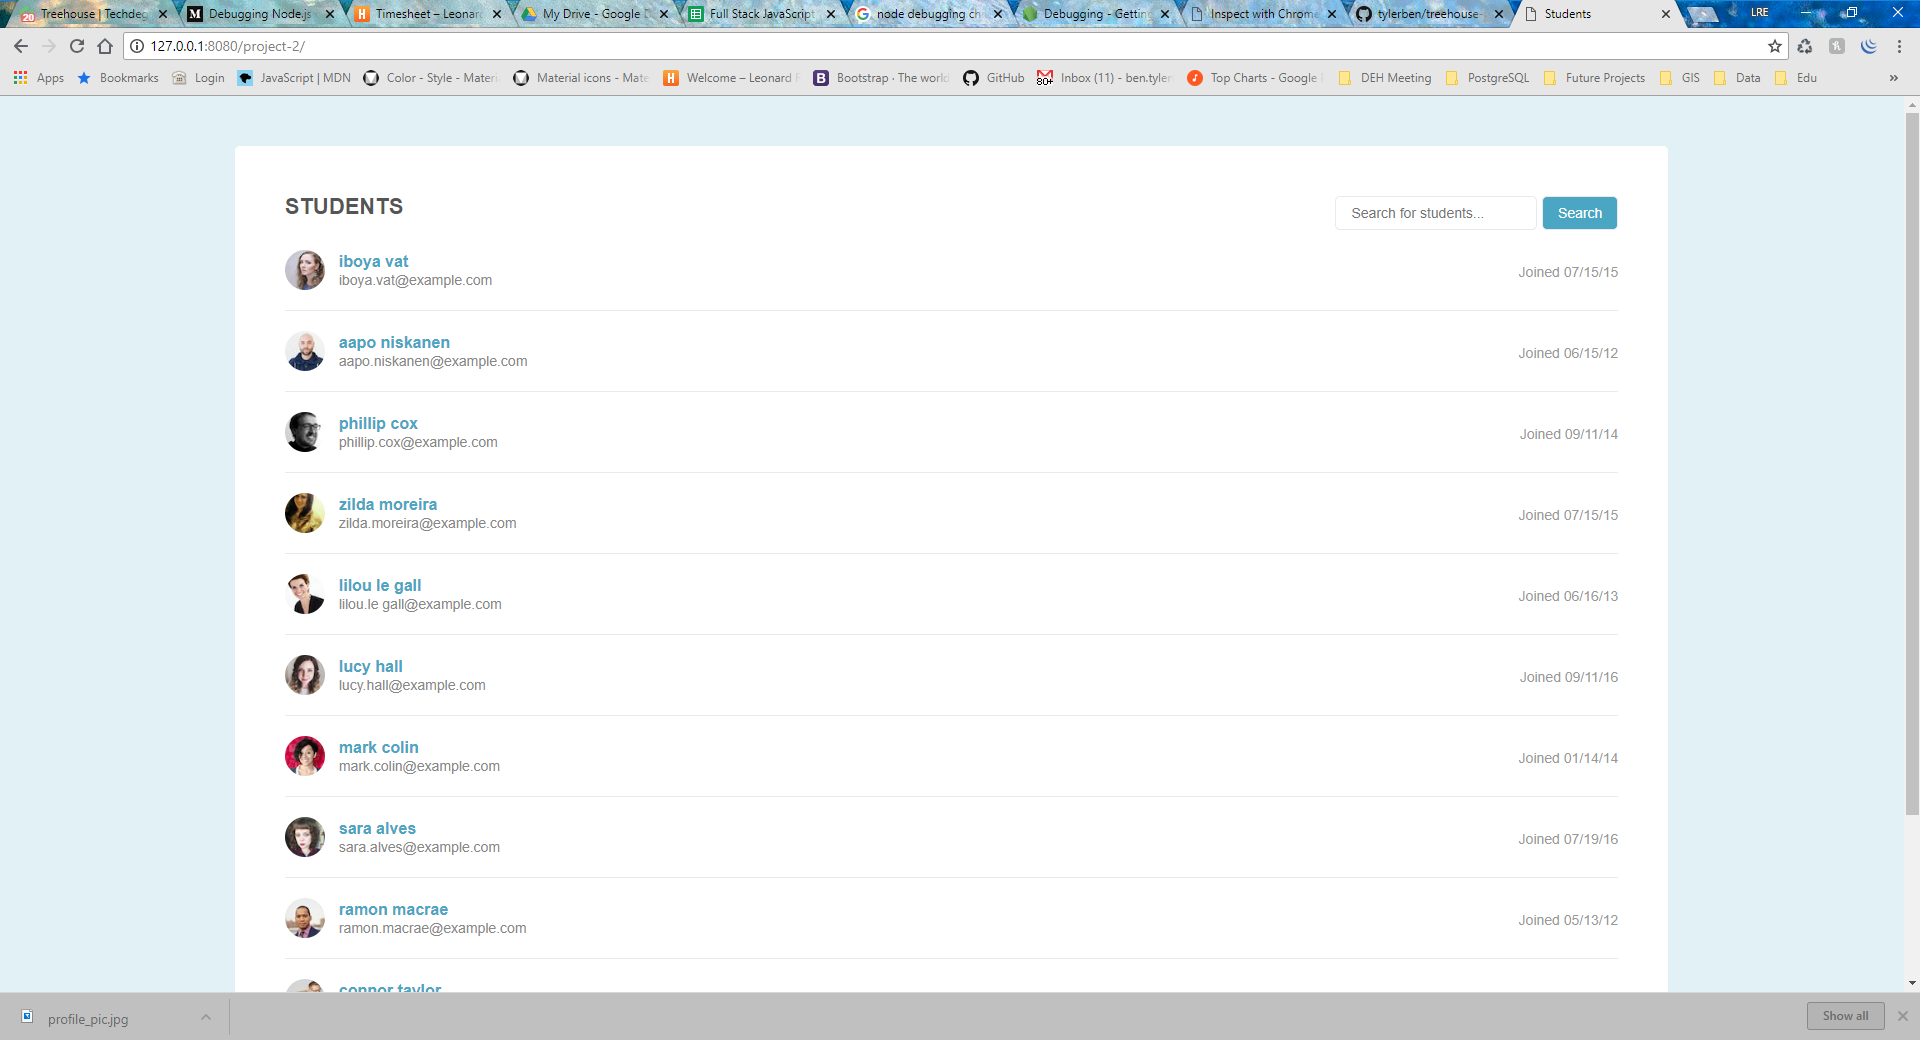 20 Treehouse | Techdeg
M Debugging Node.js
H Timesheet – Leonar
My Drive - Google D
Full Stack JavaScript
node debugging ch
Debugging - Gettin
Inspect with Chrom
tylerben/treehouse-
Students
LRE
127.0.0.1:8080/project-2/
Apps
Bookmarks
Login
JavaScript | MDN
Color - Style - Materi
Material icons - Mate
H Welcome – Leonard R
B Bootstrap · The world
GitHub
80+ Inbox (11) - ben.tyler
Top Charts - Google
DEH Meeting
PostgreSQL
Future Projects
GIS
Data
Edu
»
STUDENTS
Search for students...
Search
iboya vat
iboya.vat@example.com
Joined 07/15/15
aapo niskanen
aapo.niskanen@example.com
Joined 06/15/12
phillip cox
phillip.cox@example.com
Joined 09/11/14
zilda moreira
zilda.moreira@example.com
Joined 07/15/15
lilou le gall
lilou.le gall@example.com
Joined 06/16/13
lucy hall
lucy.hall@example.com
Joined 09/11/16
mark colin
mark.colin@example.com
Joined 01/14/14
sara alves
sara.alves@example.com
Joined 07/19/16
ramon macrae
ramon.macrae@example.com
Joined 05/13/12
connor taylor
profile_pic.jpg
Show all